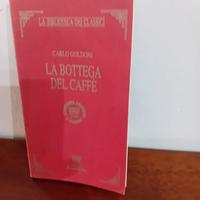 LA BIBLIOTECA DEI CLASSICI
CARLO GOLDONI
LA BOTTEGA
DEL CAFFÈ